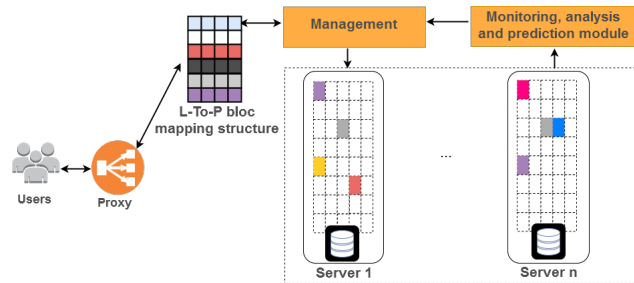 Management
Monitoring, analysis
and prediction module
L-To-P bloc
mapping structure
Users
Proxy
...
Server 1
Server n